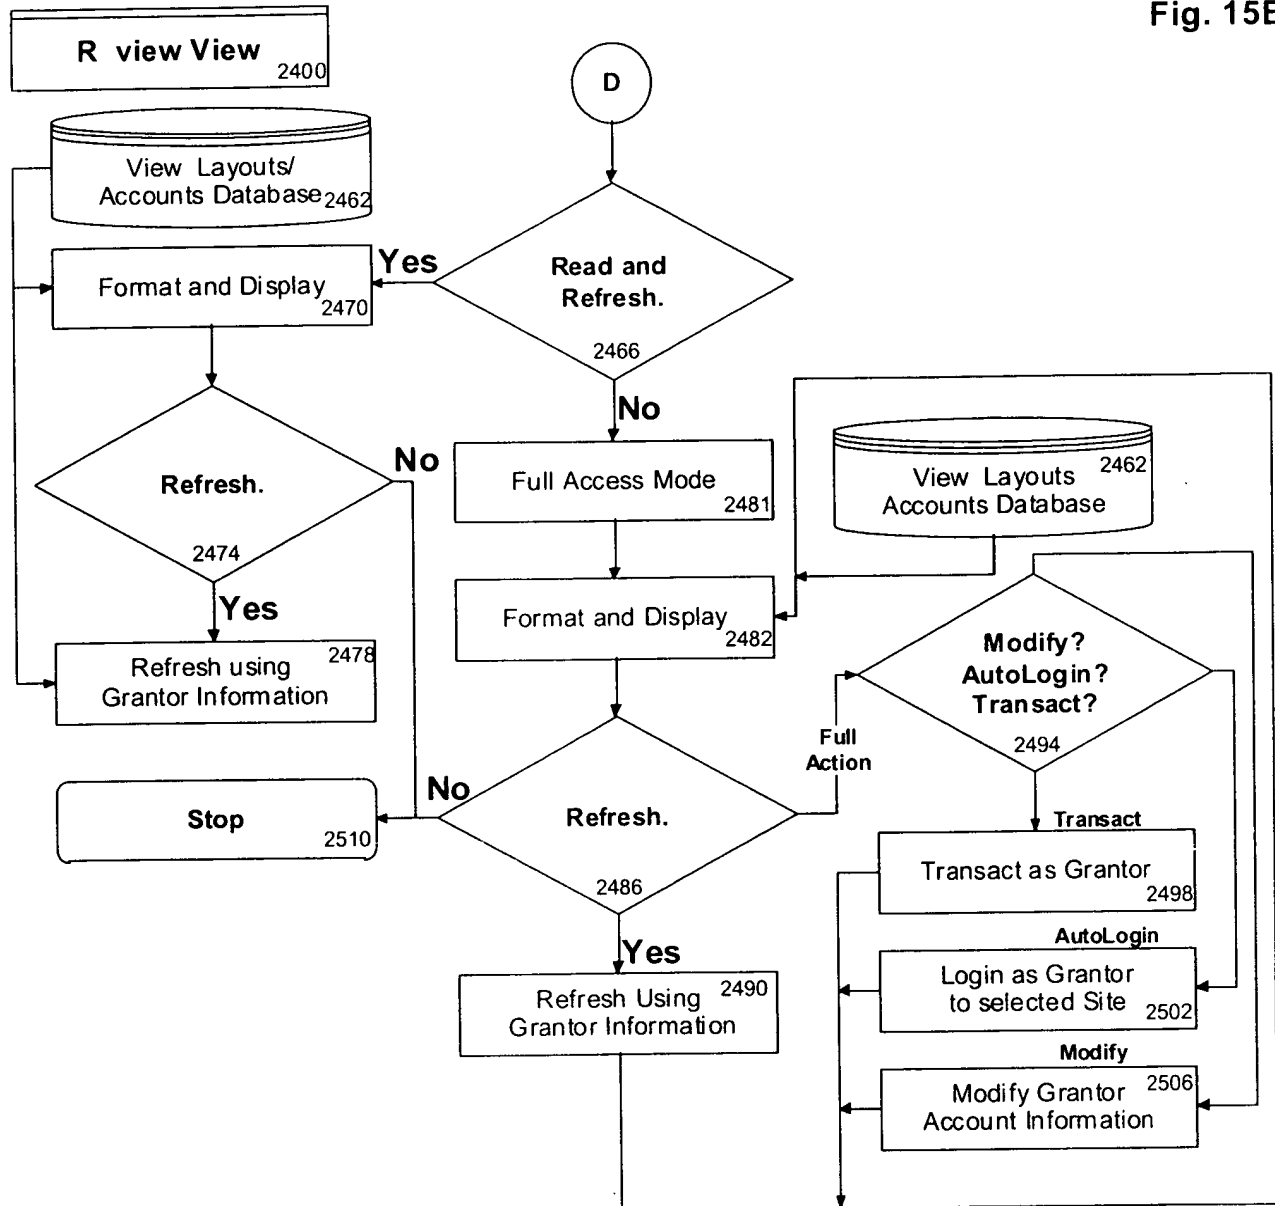 Fig. 15E
R view View
2400
D
View Layouts/
Accounts Database
2462
Format and Display
2470
Yes
Read and
Refresh.
2466
No
Refresh.
2474
No
Yes
Full Access Mode
2481
View Layouts
Accounts Database
2462
Format and Display
2482
Refresh using
Grantor Information
2478
Modify?
AutoLogin?
Transact?
2494
Full
Action
Stop
2510
No
Refresh.
2486
Yes
Transact
Transact as Grantor
2498
AutoLogin
Login as Grantor
to selected Site
2502
Refresh Using
Grantor Information
2490
Modify
Modify Grantor
Account Information
2506